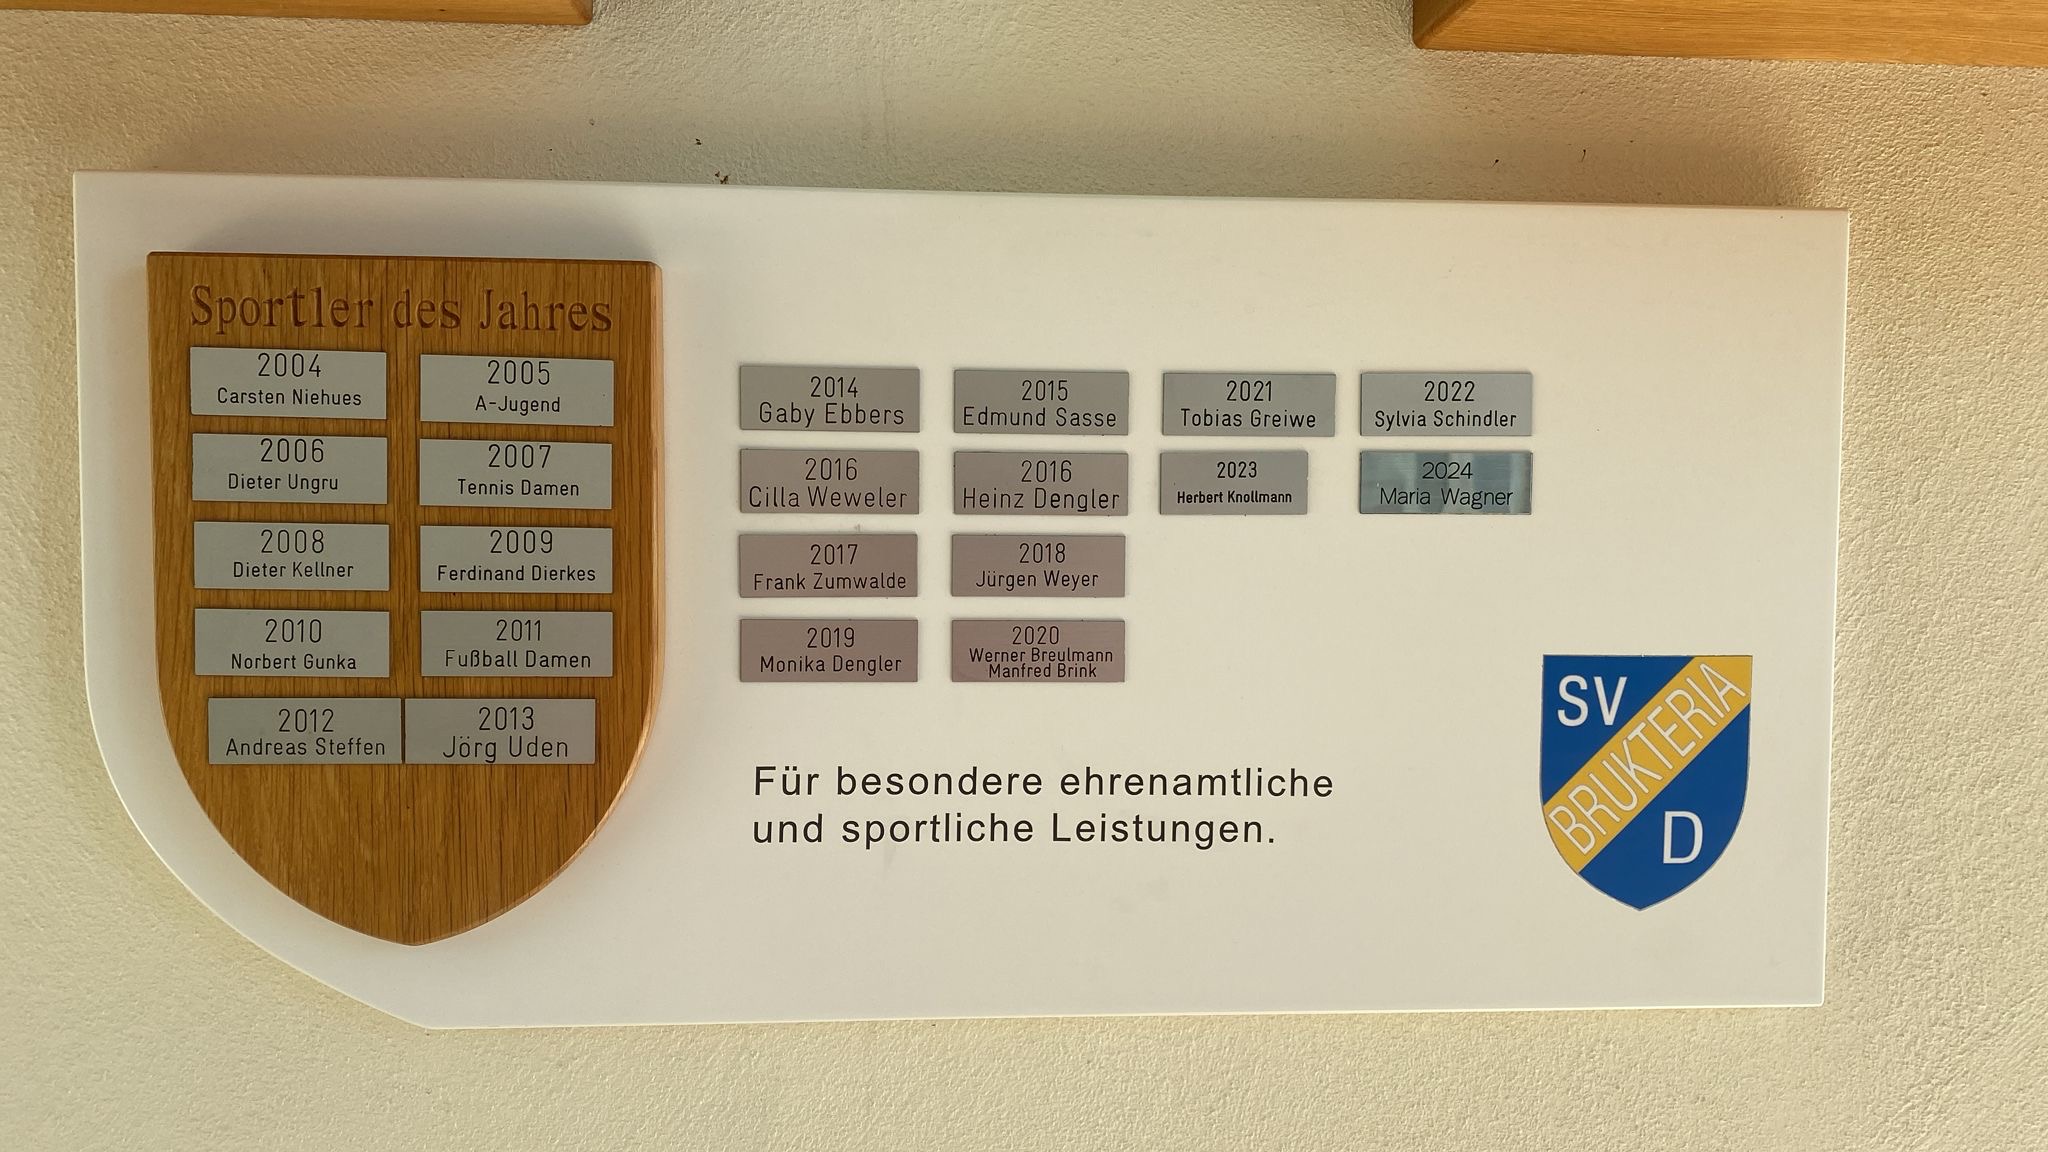 Sportler des Jahres
2004
Carsten Niehues
2005
A-Jugend
2006
Dieter Ungru
2007
Tennis Damen
2008
Dieter Kellner
2009
Ferdinand Dierkes
2010
Norbert Gunka
2011
Fußball Damen
2012
Andreas Steffen
2013
Jörg Uden
2014
Gaby Ebbers
2015
Edmund Sasse
2021
Tobias Greiwe
2022
Sylvia Schindler
2016
Cilla Weweler
2016
Heinz Dengler
2023
Herbert Knollmann
2024
Maria Wagner
2017
Frank Zumwalde
2018
Jürgen Weyer
2019
Monika Dengler
2020
Werner Breulmann
Manfred Brink
Für besondere ehrenamtliche
und sportliche Leistungen.
SV
BRUKTERIA
D